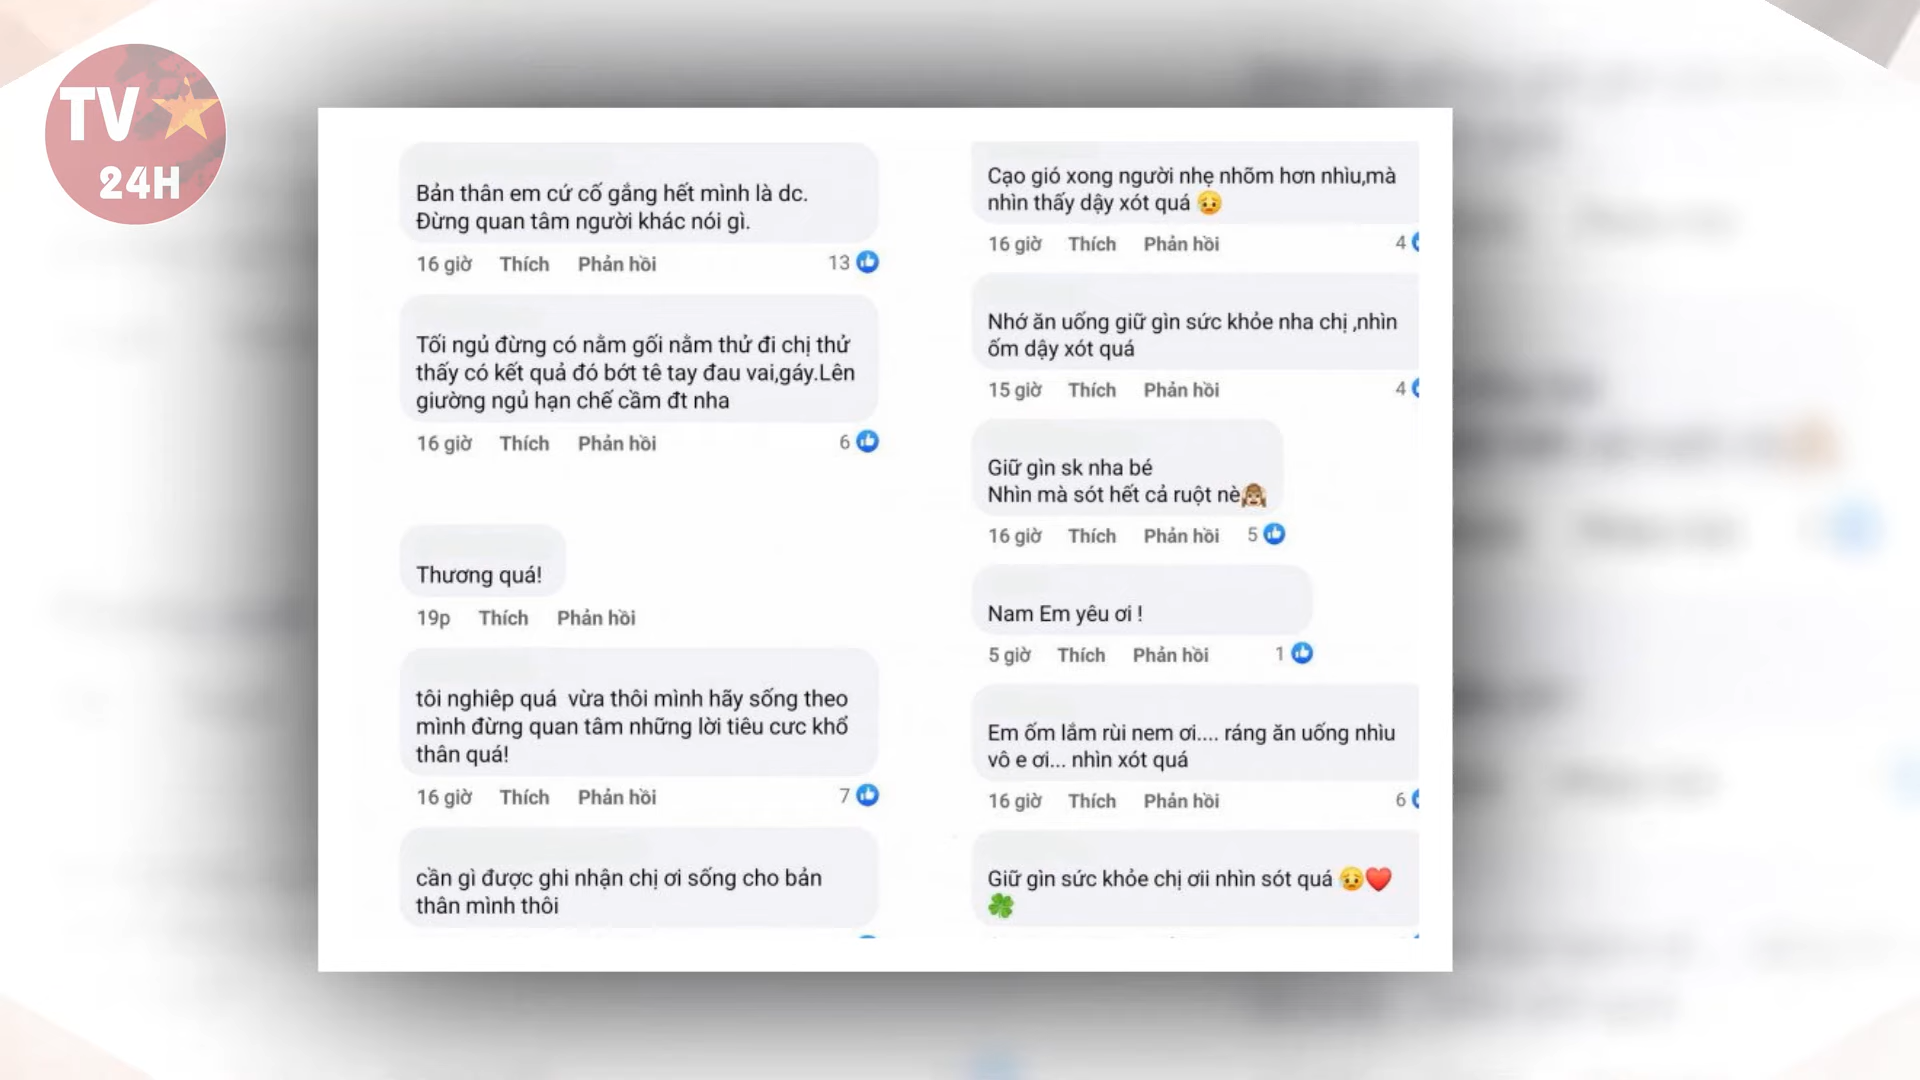 TV
24H
Bản thân em cứ cố gắng hết mình là dc.
Đừng quan tâm người khác nói gì.
16 giờ Thích Phản hồi 13
Tối ngủ đừng có nằm gối nằm thử đi chị thử
thấy có kết quả đó bớt tê tay đau vai,gáy.Lên
giường ngủ hạn chế cầm đt nha
16 giờ Thích Phản hồi 6
Thương quá!
19p Thích Phản hồi
tôi nghiêp quá vừa thôi mình hãy sống theo
mình đừng quan tâm những lời tiêu cưc khổ
thân quá!
16 giờ Thích Phản hồi 7
cần gì được ghi nhận chị ơi sống cho bản
thân mình thôi
Cạo gió xong người nhẹ nhõm hơn nhìu,mà
nhìn thấy dậy xót quá 😥
16 giờ Thích Phản hồi 4
Nhớ ăn uống giữ gìn sức khỏe nha chị ,nhìn
ốm dậy xót quá
15 giờ Thích Phản hồi 4
Giữ gìn sk nha bé
Nhìn mà sót hết cả ruột nè🙈
16 giờ Thích Phản hồi 5
Nam Em yêu ơi !
5 giờ Thích Phản hồi 1
Em ốm lắm rùi nem ơi.... ráng ăn uống nhìu
vô e ơi... nhìn xót quá
16 giờ Thích Phản hồi 6
Giữ gìn sức khỏe chị ơii nhìn sót quá 😥❤️
🍀